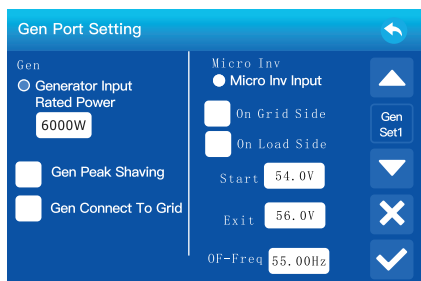 Gen Port Setting
Gen
Generator Input
Rated Power
6000W
Gen Peak Shaving
Gen Connect To Grid
Micro Inv
Micro Inv Input
On Grid Side
On Load Side
Start 54.0V
Exit 56.0V
OF-Freq 55.00Hz
Gen
Set1